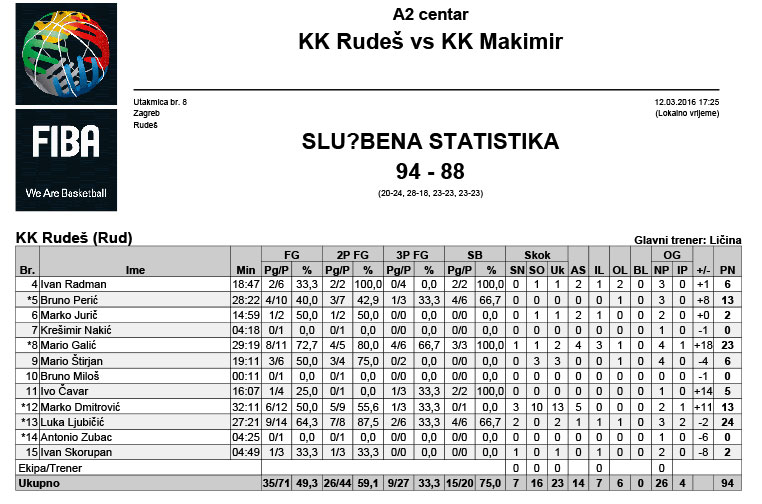 A2 centar
KK Rudeš vs KK Makimir
Utakmica br. 8
Zagreb
Rudeš
12.03.2016 17:25
(Lokalno vrijeme)
FIBA
We Are Basketball
SLU?BENA STATISTIKA
94 - 88
(20-24, 28-18, 23-23, 23-23)
KK Rudeš (Rud) Glavni trener: Ličina
FG 2P FG 3P FG SB Skok OG
Br. Ime Min Pg/P % Pg/P % Pg/P % Pg/P % SN SO Uk AS IL OL BL NP IP +/- PN
4 Ivan Radman 18:47 2/6 33,3 2/2 100,0 0/4 0,0 2/2 100,0 0 1 1 2 1 2 0 3 0 +1 6
*5 Bruno Perić 28:22 4/10 40,0 3/7 42,9 1/3 33,3 4/6 66,7 0 0 0 0 0 1 0 3 0 +8 13
6 Marko Jurič 14:59 1/2 50,0 1/2 50,0 0/0 0,0 0/0 0,0 0 1 1 2 1 0 0 2 0 +0 2
7 Krešimir Nakić 04:18 0/1 0,0 0/1 0,0 0/0 0,0 0/0 0,0 0 0 0 0 0 0 0 1 0 -1 0
*8 Mario Galić 29:19 8/11 72,7 4/5 80,0 4/6 66,7 3/3 100,0 1 1 2 4 3 1 0 4 1 +18 23
9 Mario Štirjan 19:11 3/6 50,0 3/4 75,0 0/2 0,0 0/0 0,0 0 3 3 0 0 1 0 4 0 -4 6
10 Bruno Miloš 00:11 0/1 0,0 0/1 0,0 0/0 0,0 0/0 0,0 0 0 0 0 0 0 0 0 0 -1 0
11 Ivo Čavar 16:07 1/4 25,0 0/1 0,0 1/3 33,3 2/2 100,0 0 0 0 0 1 0 0 1 0 +14 5
*12 Marko Dmitrović 32:11 6/12 50,0 5/9 55,6 1/3 33,3 0/1 0,0 3 10 13 5 0 0 0 2 1 +11 13
*13 Luka Ljubičić 27:21 9/14 64,3 7/8 87,5 2/6 33,3 4/6 66,7 2 0 2 1 1 1 0 3 2 -2 24
*14 Antonio Zubac 04:25 0/1 0,0 0/1 0,0 0/0 0,0 0/0 0,0 0 0 0 0 0 0 0 1 0 -6 0
15 Ivan Skorupan 04:49 1/3 33,3 1/3 33,3 0/0 0,0 0/0 0,0 1 0 1 0 0 0 0 2 0 -8 2
Ekipa/Trener 0 0 0 0 0
Ukupno 35/71 49,3 26/44 59,1 9/27 33,3 15/20 75,0 7 16 23 14 7 6 0 26 4 94